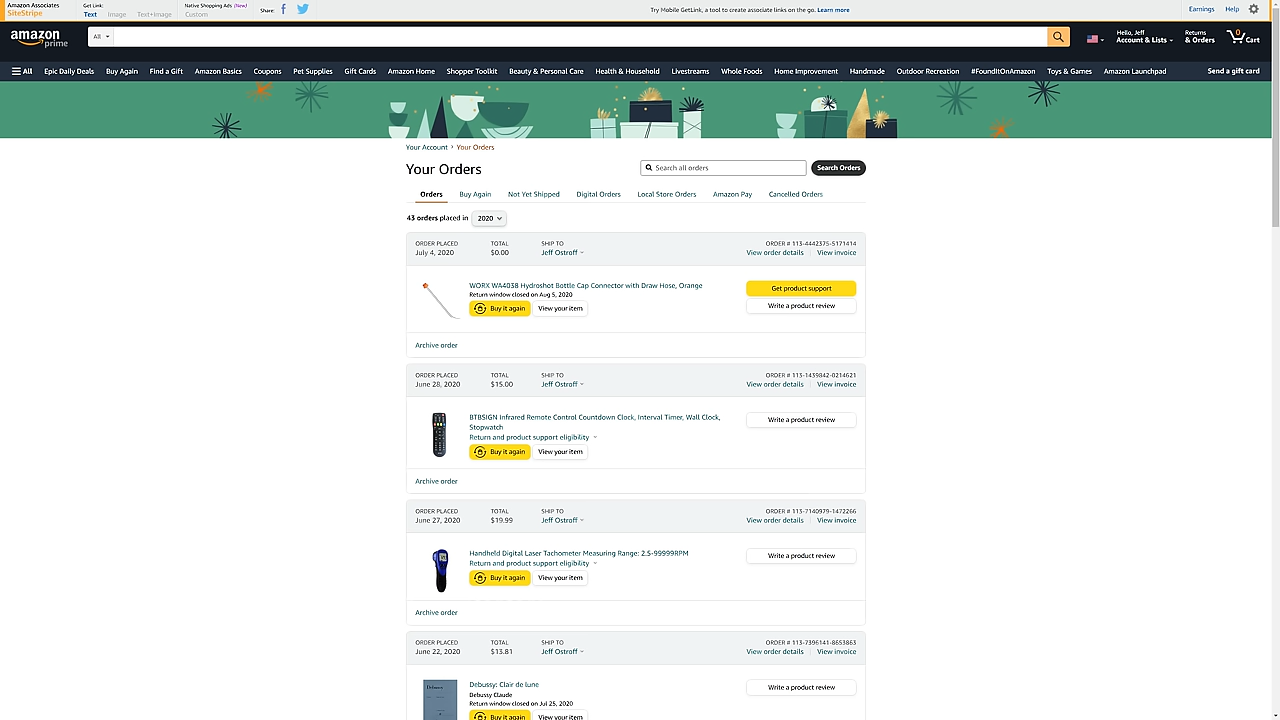 Amazon Associates
SiteStripe
Get Link:
Text Image Text+Image
Native Shopping Ads (New)
Custom
Share:
Try Mobile GetLink, a tool to create associate links on the go. Learn more
Earnings Help
amazon prime
All
Hello, Jeff
Account & Lists
Returns
& Orders
0
Cart
All Epic Daily Deals Buy Again Find a Gift Amazon Basics Coupons Pet Supplies Gift Cards Amazon Home Shopper Toolkit Beauty & Personal Care Health & Household Livestreams Whole Foods Home Improvement Handmade Outdoor Recreation #FoundItOnAmazon Toys & Games Amazon Launchpad Send a gift card
Your Account › Your Orders
Your Orders
Search all orders
Search Orders
Orders Buy Again Not Yet Shipped Digital Orders Local Store Orders Amazon Pay Cancelled Orders
43 orders placed in 2020
ORDER PLACED TOTAL SHIP TO ORDER # 113-4442375-5171414
July 4, 2020 $0.00 Jeff Ostroff View order details View invoice
WORX WA4038 Hydroshot Bottle Cap Connector with Draw Hose, Orange
Return window closed on Aug 5, 2020
Buy it again View your item
Get product support
Write a product review
Archive order
ORDER PLACED TOTAL SHIP TO ORDER # 113-1439842-0214621
June 28, 2020 $15.00 Jeff Ostroff View order details View invoice
BTBSIGN Infrared Remote Control Countdown Clock, Interval Timer, Wall Clock,
Stopwatch
Return and product support eligibility
Buy it again View your item
Write a product review
Archive order
ORDER PLACED TOTAL SHIP TO ORDER # 113-7140979-1472266
June 27, 2020 $19.99 Jeff Ostroff View order details View invoice
Handheld Digital Laser Tachometer Measuring Range: 2.5-99999RPM
Return and product support eligibility
Buy it again View your item
Write a product review
Archive order
ORDER PLACED TOTAL SHIP TO ORDER # 113-7396141-8653863
June 22, 2020 $13.81 Jeff Ostroff View order details View invoice
Debussy: Clair de lune
Debussy Claude
Return window closed on Jul 25, 2020
Buy it again View your item
Write a product review